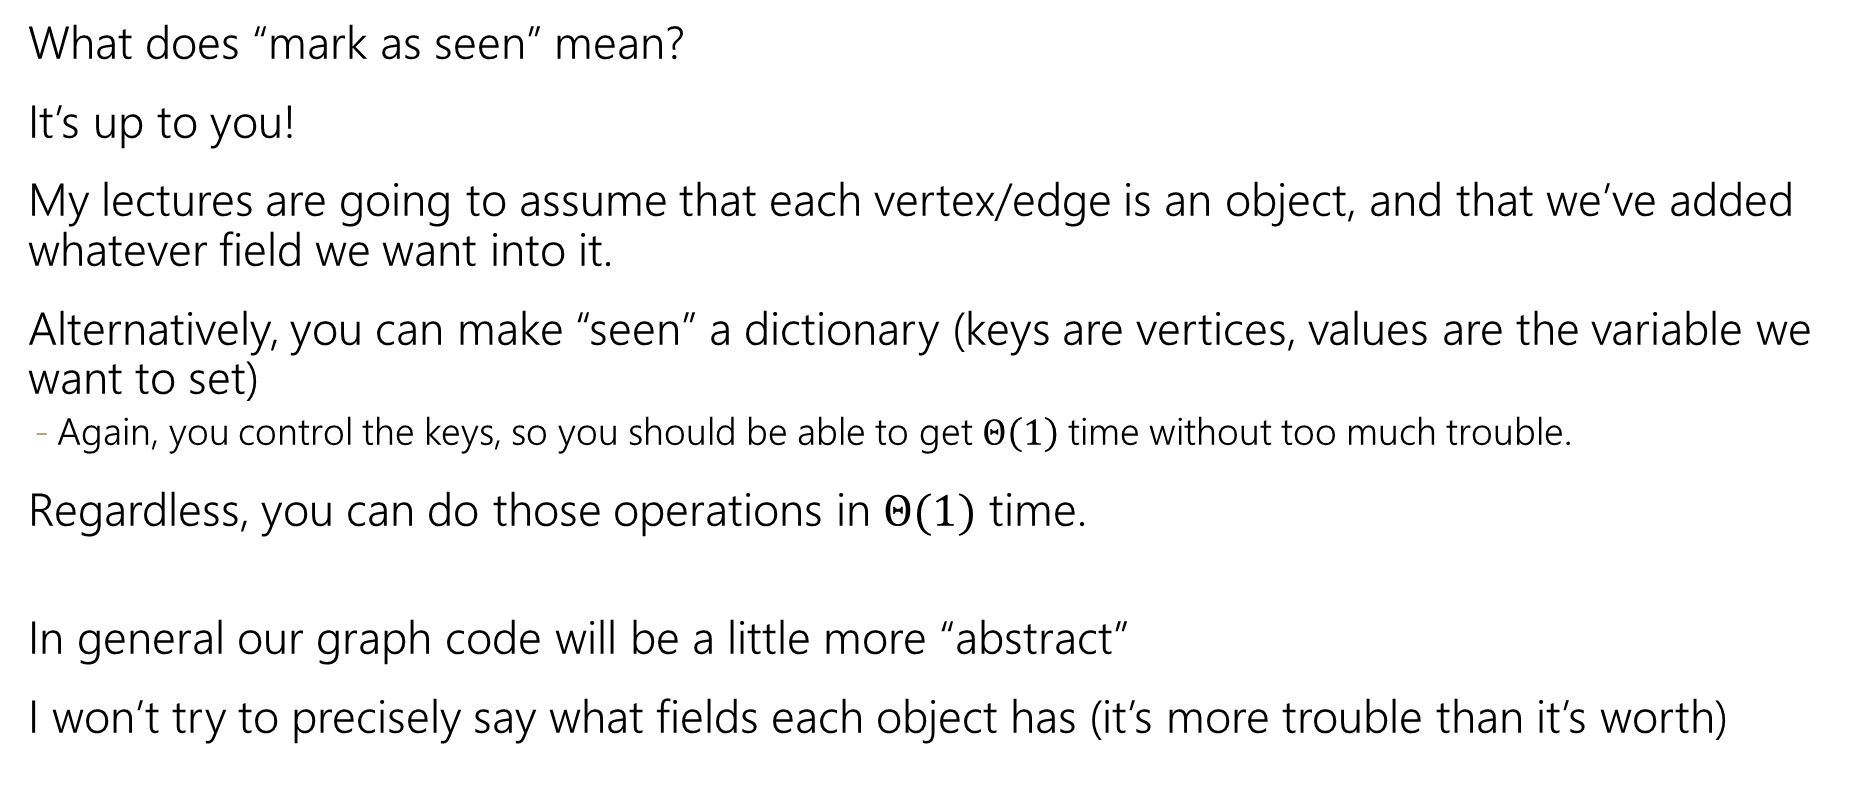 What does “mark as seen” mean?
It’s up to you!
My lectures are going to assume that each vertex/edge is an object, and that we’ve added
whatever field we want into it.
Alternatively, you can make “seen” a dictionary (keys are vertices, values are the variable we
want to set)
- Again, you control the keys, so you should be able to get Θ(1) time without too much trouble.
Regardless, you can do those operations in Θ(1) time.
In general our graph code will be a little more “abstract”
I won’t try to precisely say what fields each object has (it’s more trouble than it’s worth)